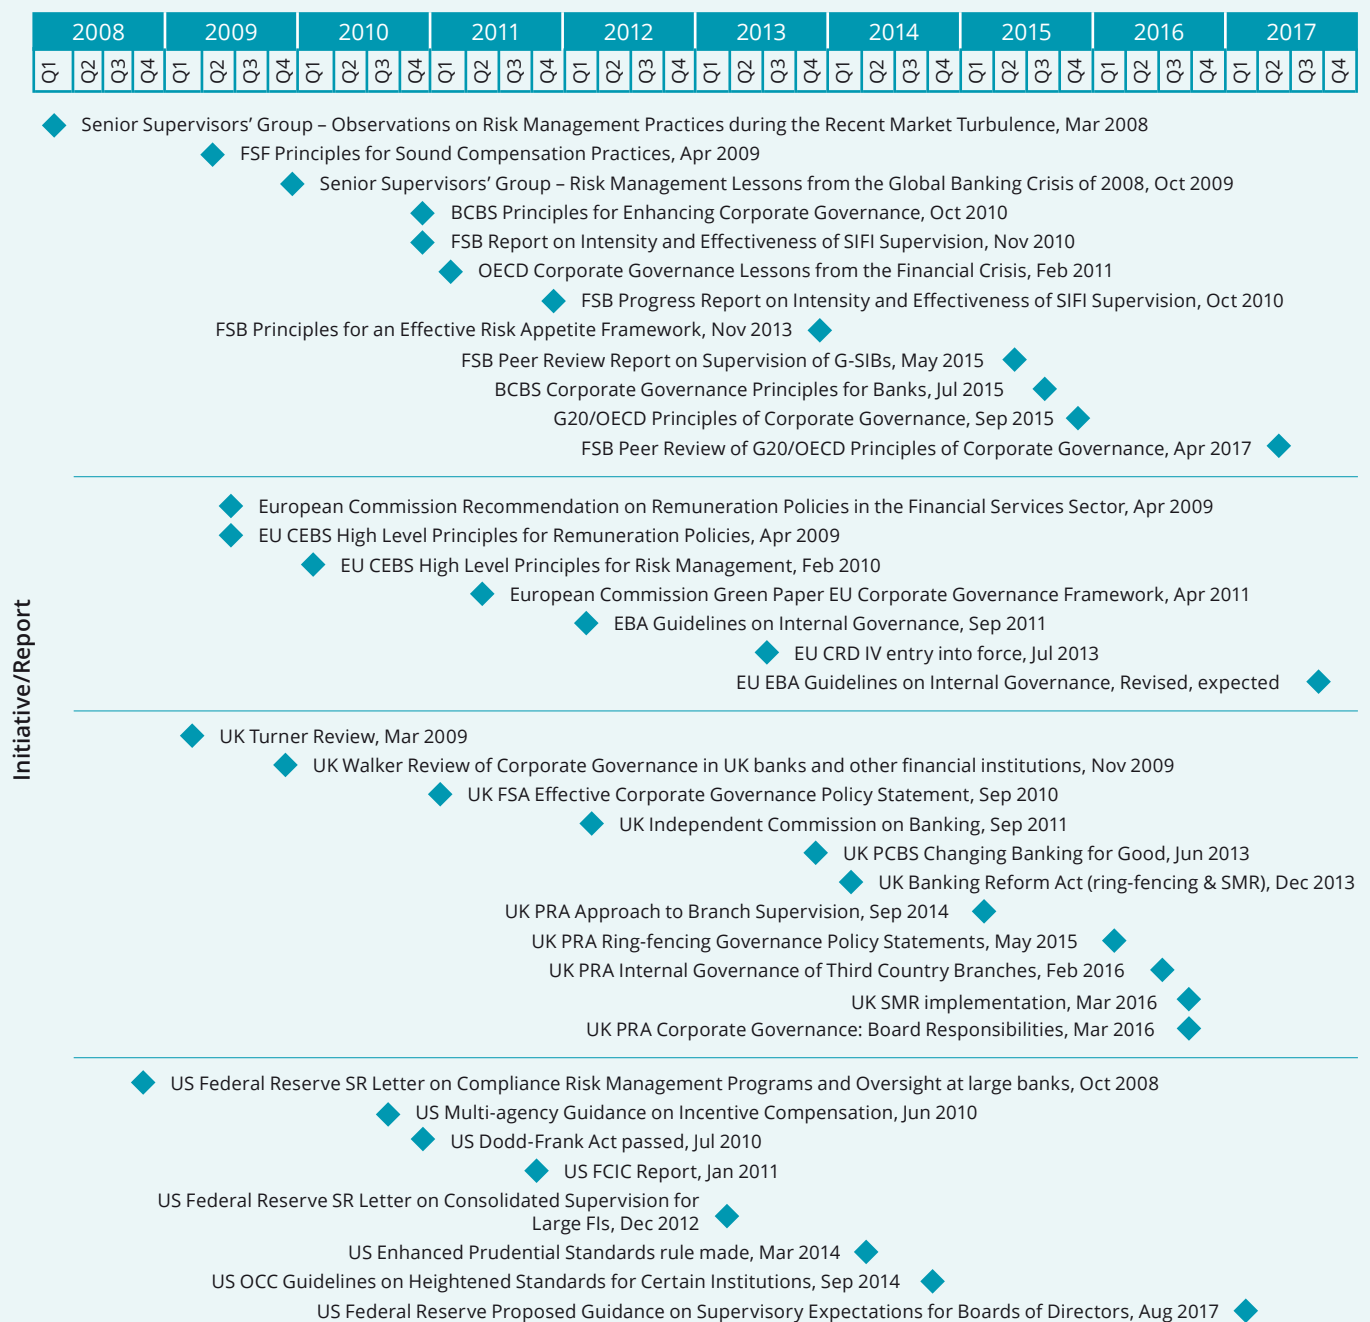 2008 2009 2010 2011 2012 2013 2014 2015 2016 2017
Q1 Q2 Q3 Q4 Q1 Q2 Q3 Q4 Q1 Q2 Q3 Q4 Q1 Q2 Q3 Q4 Q1 Q2 Q3 Q4 Q1 Q2 Q3 Q4 Q1 Q2 Q3 Q4 Q1 Q2 Q3 Q4 Q1 Q2 Q3 Q4 Q1 Q2 Q3 Q4
Initiative/Report
Senior Supervisors’ Group – Observations on Risk Management Practices during the Recent Market Turbulence, Mar 2008
FSF Principles for Sound Compensation Practices, Apr 2009
Senior Supervisors’ Group – Risk Management Lessons from the Global Banking Crisis of 2008, Oct 2009
BCBS Principles for Enhancing Corporate Governance, Oct 2010
FSB Report on Intensity and Effectiveness of SIFI Supervision, Nov 2010
OECD Corporate Governance Lessons from the Financial Crisis, Feb 2011
FSB Progress Report on Intensity and Effectiveness of SIFI Supervision, Oct 2010
FSB Principles for an Effective Risk Appetite Framework, Nov 2013
FSB Peer Review Report on Supervision of G-SIBs, May 2015
BCBS Corporate Governance Principles for Banks, Jul 2015
G20/OECD Principles of Corporate Governance, Sep 2015
FSB Peer Review of G20/OECD Principles of Corporate Governance, Apr 2017
European Commission Recommendation on Remuneration Policies in the Financial Services Sector, Apr 2009
EU CEBS High Level Principles for Remuneration Policies, Apr 2009
EU CEBS High Level Principles for Risk Management, Feb 2010
European Commission Green Paper EU Corporate Governance Framework, Apr 2011
EBA Guidelines on Internal Governance, Sep 2011
EU CRD IV entry into force, Jul 2013
EU EBA Guidelines on Internal Governance, Revised, expected
UK Turner Review, Mar 2009
UK Walker Review of Corporate Governance in UK banks and other financial institutions, Nov 2009
UK FSA Effective Corporate Governance Policy Statement, Sep 2010
UK Independent Commission on Banking, Sep 2011
UK PCBS Changing Banking for Good, Jun 2013
UK Banking Reform Act (ring-fencing & SMR), Dec 2013
UK PRA Approach to Branch Supervision, Sep 2014
UK PRA Ring-fencing Governance Policy Statements, May 2015
UK PRA Internal Governance of Third Country Branches, Feb 2016
UK SMR implementation, Mar 2016
UK PRA Corporate Governance: Board Responsibilities, Mar 2016
US Federal Reserve SR Letter on Compliance Risk Management Programs and Oversight at large banks, Oct 2008
US Multi-agency Guidance on Incentive Compensation, Jun 2010
US Dodd-Frank Act passed, Jul 2010
US FCIC Report, Jan 2011
US Federal Reserve SR Letter on Consolidated Supervision for
Large FIs, Dec 2012
US Enhanced Prudential Standards rule made, Mar 2014
US OCC Guidelines on Heightened Standards for Certain Institutions, Sep 2014
US Federal Reserve Proposed Guidance on Supervisory Expectations for Boards of Directors, Aug 2017